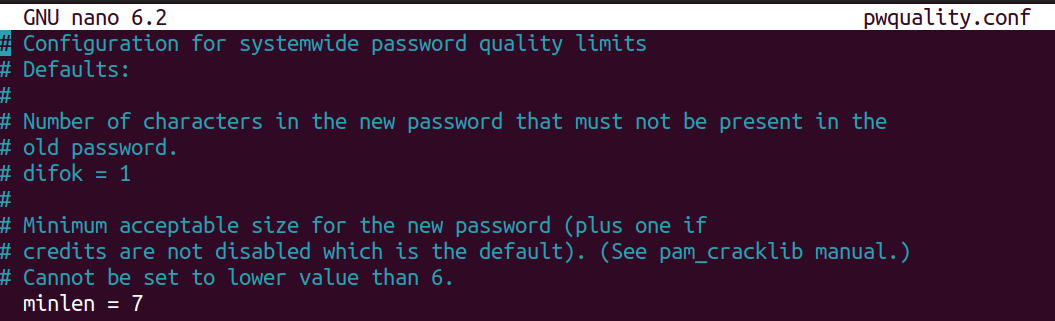 GNU nano 6.2 pwquality.conf
# Configuration for systemwide password quality limits
# Defaults:
#
# Number of characters in the new password that must not be present in the
# old password.
# difok = 1
#
# Minimum acceptable size for the new password (plus one if
# credits are not disabled which is the default). (See pam_cracklib manual.)
# Cannot be set to lower value than 6.
minlen = 7